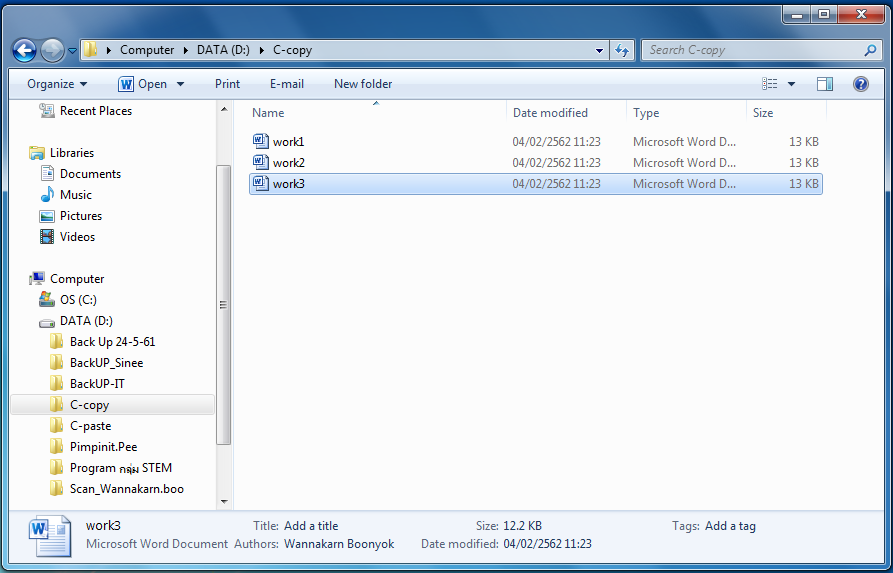 Computer ▸ DATA (D:) ▸ C-copy
Search C-copy
Organize Open Print E-mail New folder
Name Date modified Type Size
work1 04/02/2562 11:23 Microsoft Word D... 13 KB
work2 04/02/2562 11:23 Microsoft Word D... 13 KB
work3 04/02/2562 11:23 Microsoft Word D... 13 KB
Recent Places
Libraries
Documents
Music
Pictures
Videos
Computer
OS (C:)
DATA (D:)
Back Up 24-5-61
BackUP_Sinee
BackUP-IT
C-copy
C-paste
Pimpinit.Pee
Program กลุ่ม STEM
Scan_Wannakarn.boo
work3 Title: Add a title Size: 12.2 KB Tags: Add a tag
Microsoft Word Document Authors: Wannakarn Boonyok Date modified: 04/02/2562 11:23